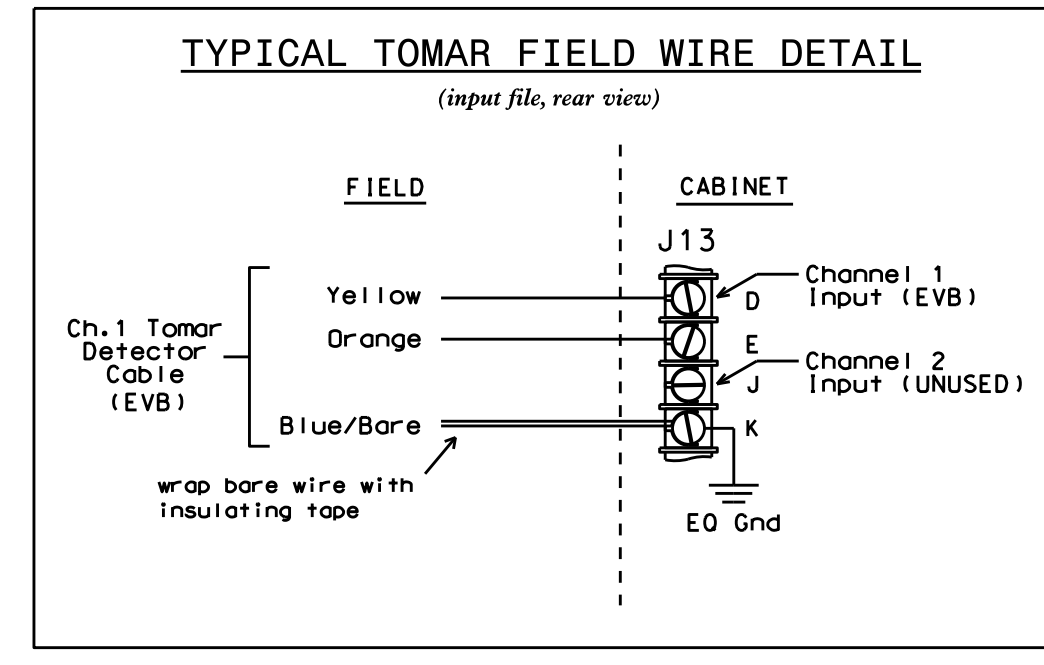 TYPICAL TOMAR FIELD WIRE DETAIL
(input file, rear view)
FIELD
CABINET
J13
Yellow
Orange
Blue/Bare
Ch.1 Tomar
Detector
Cable
(EVB)
wrap bare wire with
insulating tape
D
E
J
K
Channel 1
Input (EVB)
Channel 2
Input (UNUSED)
EQ Gnd